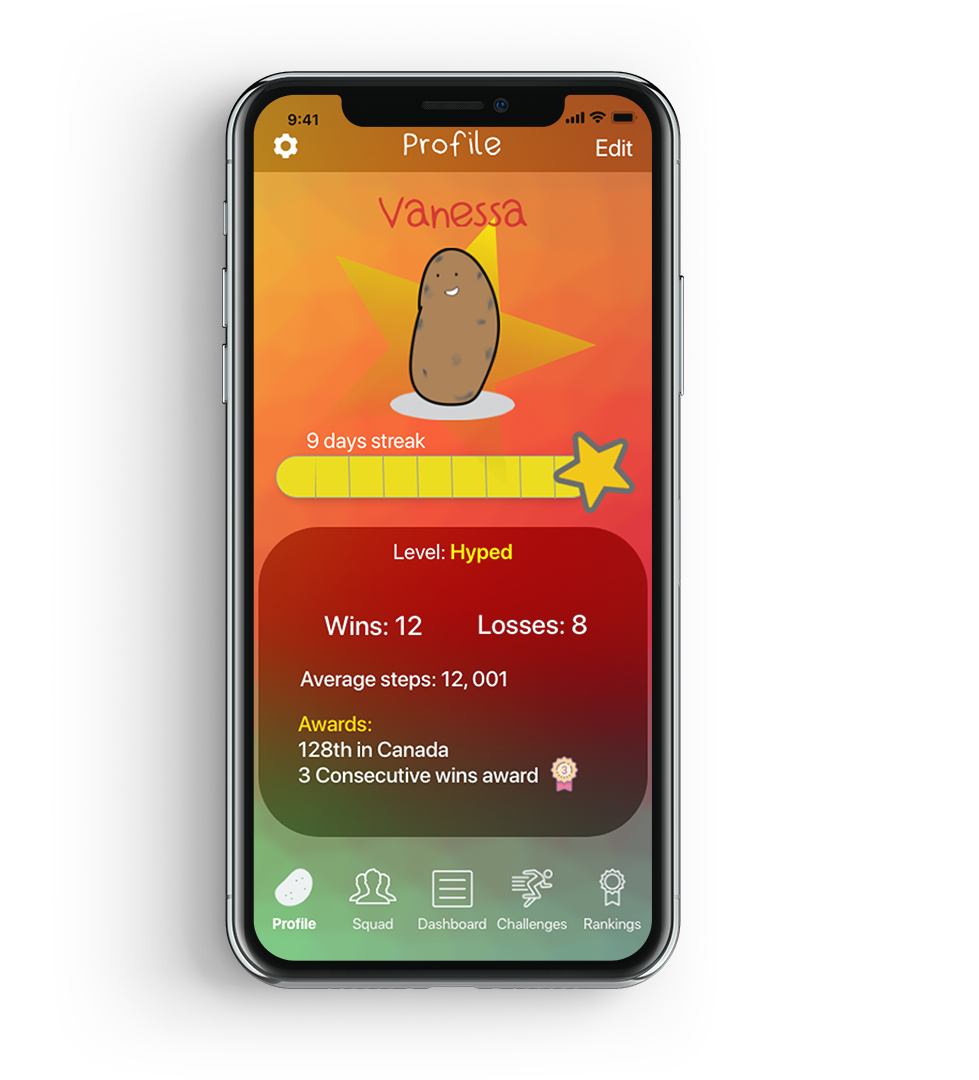 9:41
Profile
Edit
Vanessa
9 days streak
Level: Hyped
Wins: 12
Losses: 8
Average steps: 12, 001
Awards:
128th in Canada
3 Consecutive wins award
3
Profile
Squad
Dashboard
Challenges
Rankings